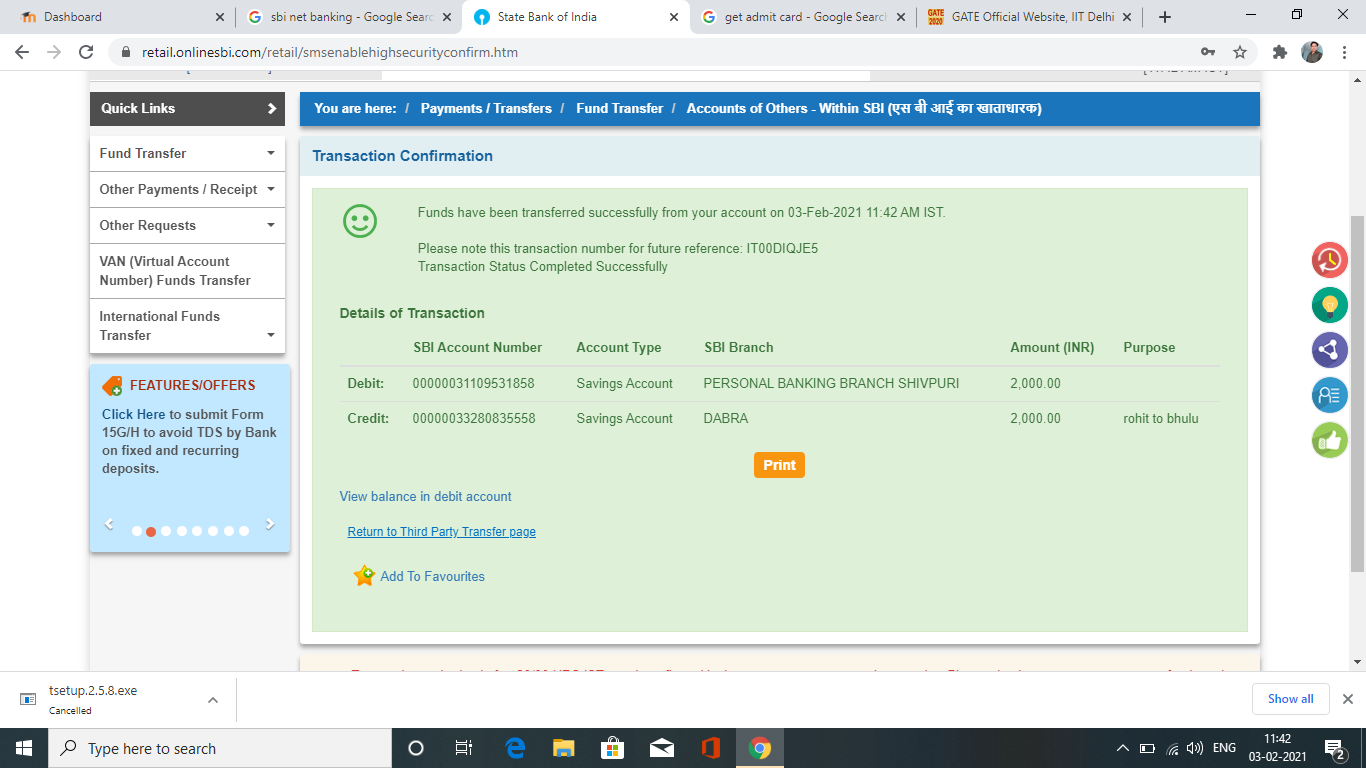 Dashboard
sbi net banking - Google Searc
State Bank of India
get admit card - Google Search
GATE 2020
GATE Official Website, IIT Delhi
retail.onlinesbi.com/retail/smsenablehighsecurityconfirm.htm
Quick Links
You are here: / Payments / Transfers / Fund Transfer / Accounts of Others - Within SBI (एस बी आई का खाताधारक)
Fund Transfer
Other Payments / Receipt
Other Requests
VAN (Virtual Account
Number) Funds Transfer
International Funds
Transfer
FEATURES/OFFERS
Click Here to submit Form
15G/H to avoid TDS by Bank
on fixed and recurring
deposits.
Transaction Confirmation
Funds have been transferred successfully from your account on 03-Feb-2021 11:42 AM IST.
Please note this transaction number for future reference: IT00DIQJE5
Transaction Status Completed Successfully
Details of Transaction
SBI Account Number Account Type SBI Branch Amount (INR) Purpose
Debit: 00000031109531858 Savings Account PERSONAL BANKING BRANCH SHIVPURI 2,000.00
Credit: 00000033280835558 Savings Account DABRA 2,000.00 rohit to bhulu
Print
View balance in debit account
Return to Third Party Transfer page
Add To Favourites
tsetup.2.5.8.exe
Cancelled
Show all
Type here to search
ENG
11:42
03-02-2021
2